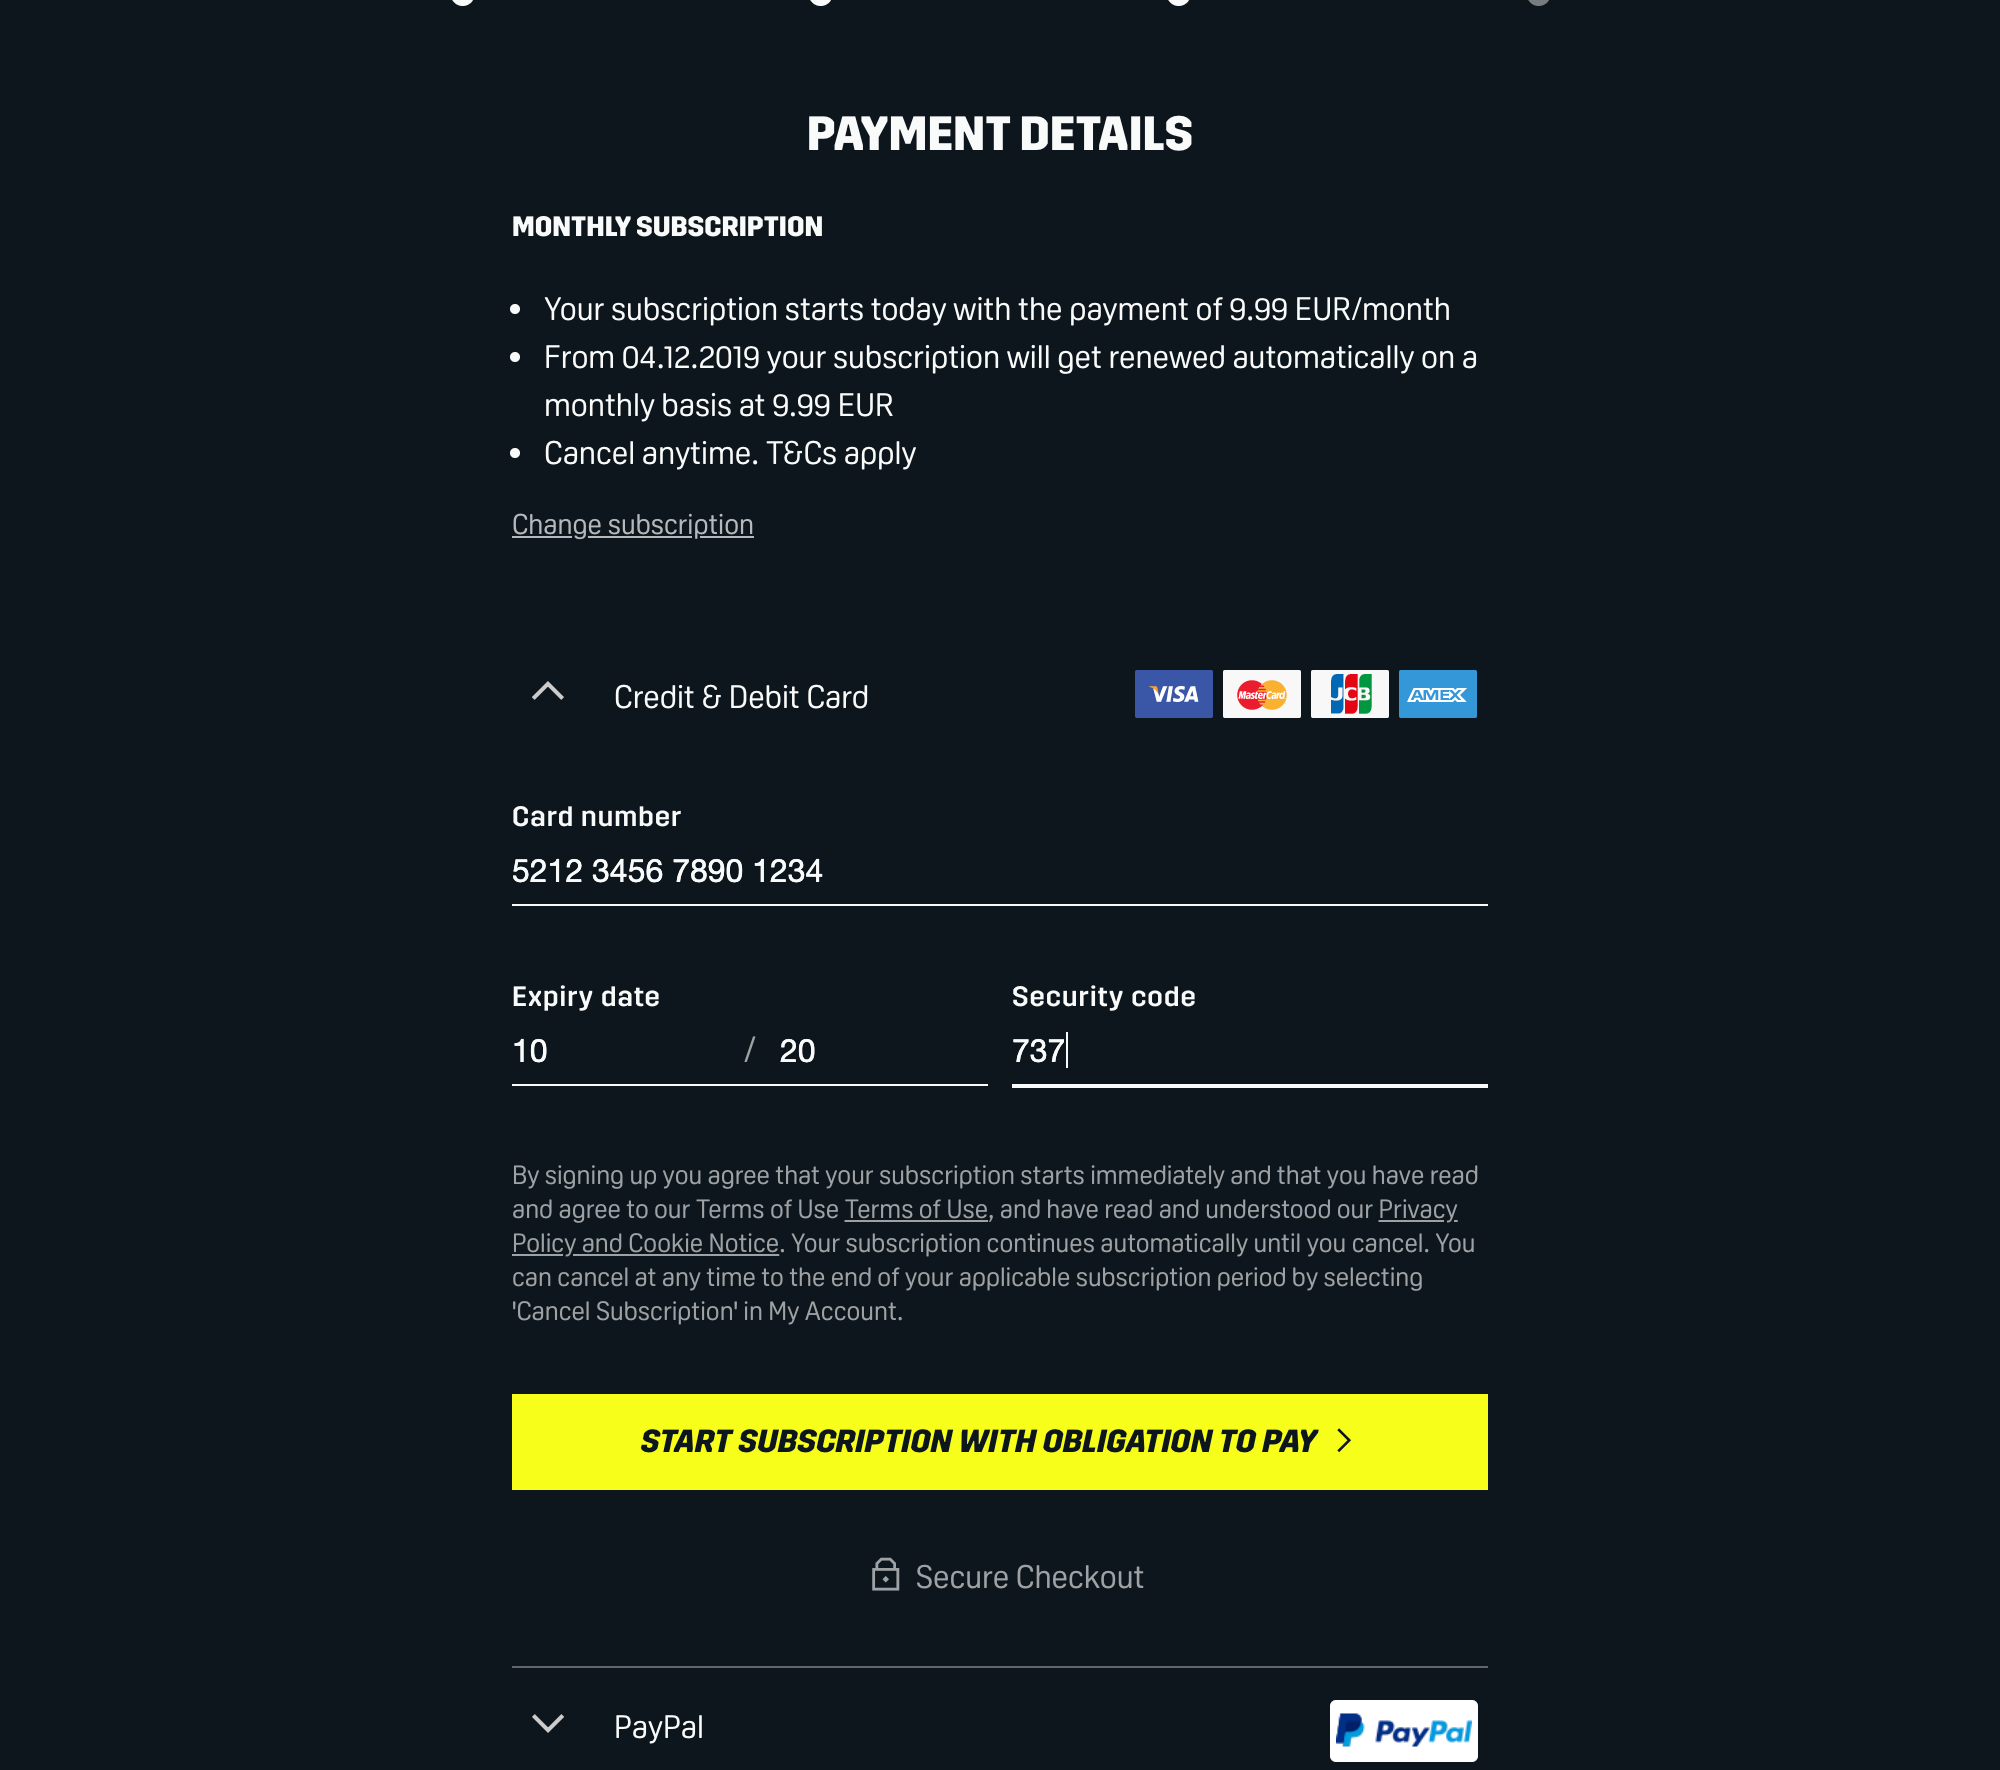 PAYMENT DETAILS
MONTHLY SUBSCRIPTION
• Your subscription starts today with the payment of 9.99 EUR/month
• From 04.12.2019 your subscription will get renewed automatically on a
monthly basis at 9.99 EUR
• Cancel anytime. T&Cs apply
Change subscription
Credit & Debit Card VISA MasterCard JCB AMEX
Card number
5212 3456 7890 1234
Expiry date Security code
10 / 20 737
By signing up you agree that your subscription starts immediately and that you have read
and agree to our Terms of Use Terms of Use, and have read and understood our Privacy
Policy and Cookie Notice. Your subscription continues automatically until you cancel. You
can cancel at any time to the end of your applicable subscription period by selecting
'Cancel Subscription' in My Account.
START SUBSCRIPTION WITH OBLIGATION TO PAY >
Secure Checkout
PayPal PayPal